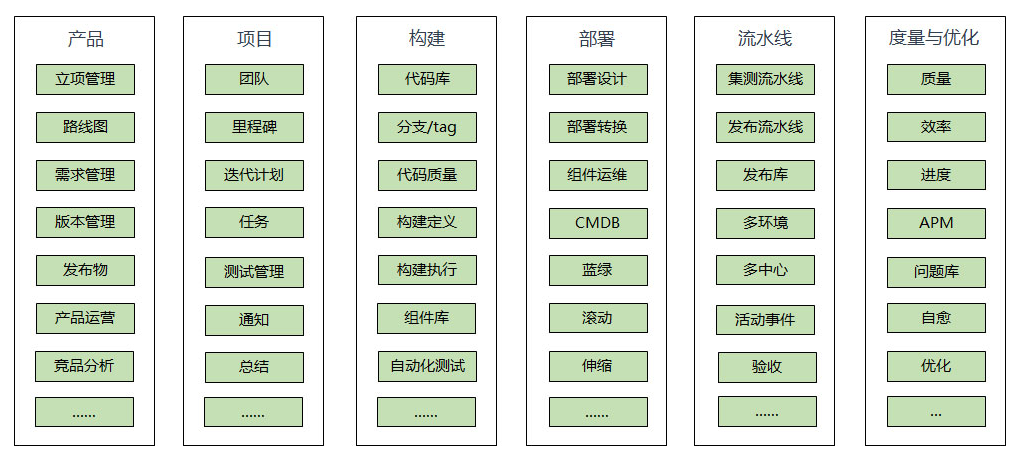 产品
立项管理
路线图
需求管理
版本管理
发布物
产品运营
竞品分析
......
项目
团队
里程碑
迭代计划
任务
测试管理
通知
总结
......
构建
代码库
分支/tag
代码质量
构建定义
构建执行
组件库
自动化测试
......
部署
部署设计
部署转换
组件运维
CMDB
蓝绿
滚动
伸缩
......
流水线
集测流水线
发布流水线
发布库
多环境
多中心
活动事件
验收
......
度量与优化
质量
效率
进度
APM
问题库
自愈
优化
...